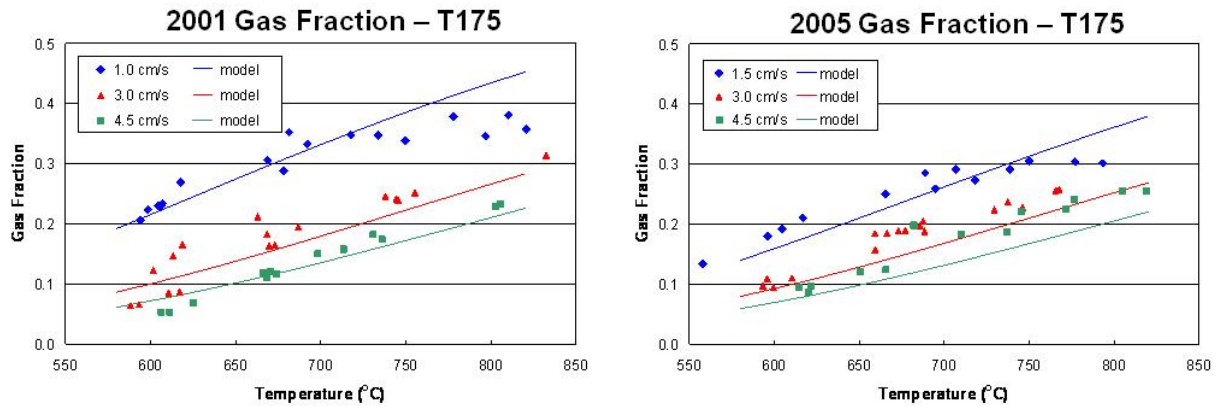 2001 Gas Fraction – T175
0.5
0.4
0.3
0.2
0.1
0.0
Gas Fraction
1.0 cm/s model
3.0 cm/s model
4.5 cm/s model
550 600 650 700 750 800 850
Temperature (°C)
2005 Gas Fraction – T175
0.5
0.4
0.3
0.2
0.1
0.0
Gas Fraction
1.5 cm/s model
3.0 cm/s model
4.5 cm/s model
550 600 650 700 750 800 850
Temperature (°C)